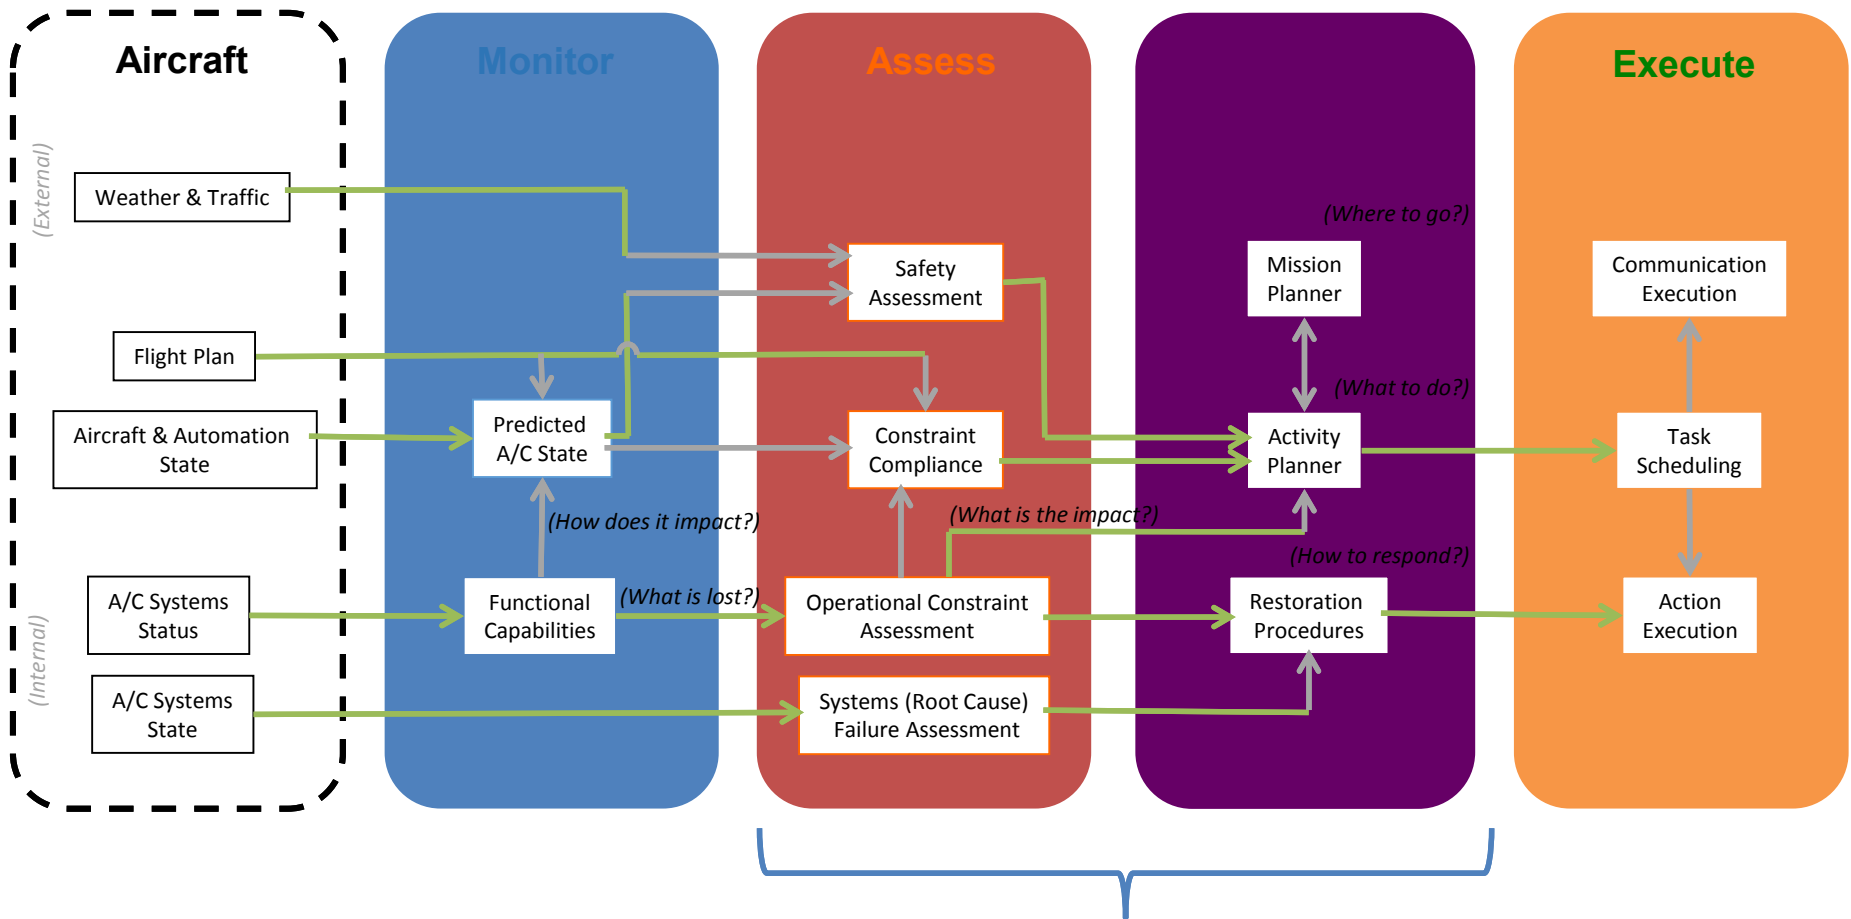 Aircraft
Monitor
Assess
Execute
(External)
Weather & Traffic
Flight Plan
Aircraft & Automation
State
(Internal)
A/C Systems
Status
A/C Systems
State
Predicted
A/C State
(How does it impact?)
Functional
Capabilities
(What is lost?)
Safety
Assessment
Constraint
Compliance
(What is the impact?)
Operational Constraint
Assessment
Systems (Root Cause)
Failure Assessment
(Where to go?)
Mission
Planner
(What to do?)
Activity
Planner
(How to respond?)
Restoration
Procedures
Communication
Execution
Task
Scheduling
Action
Execution